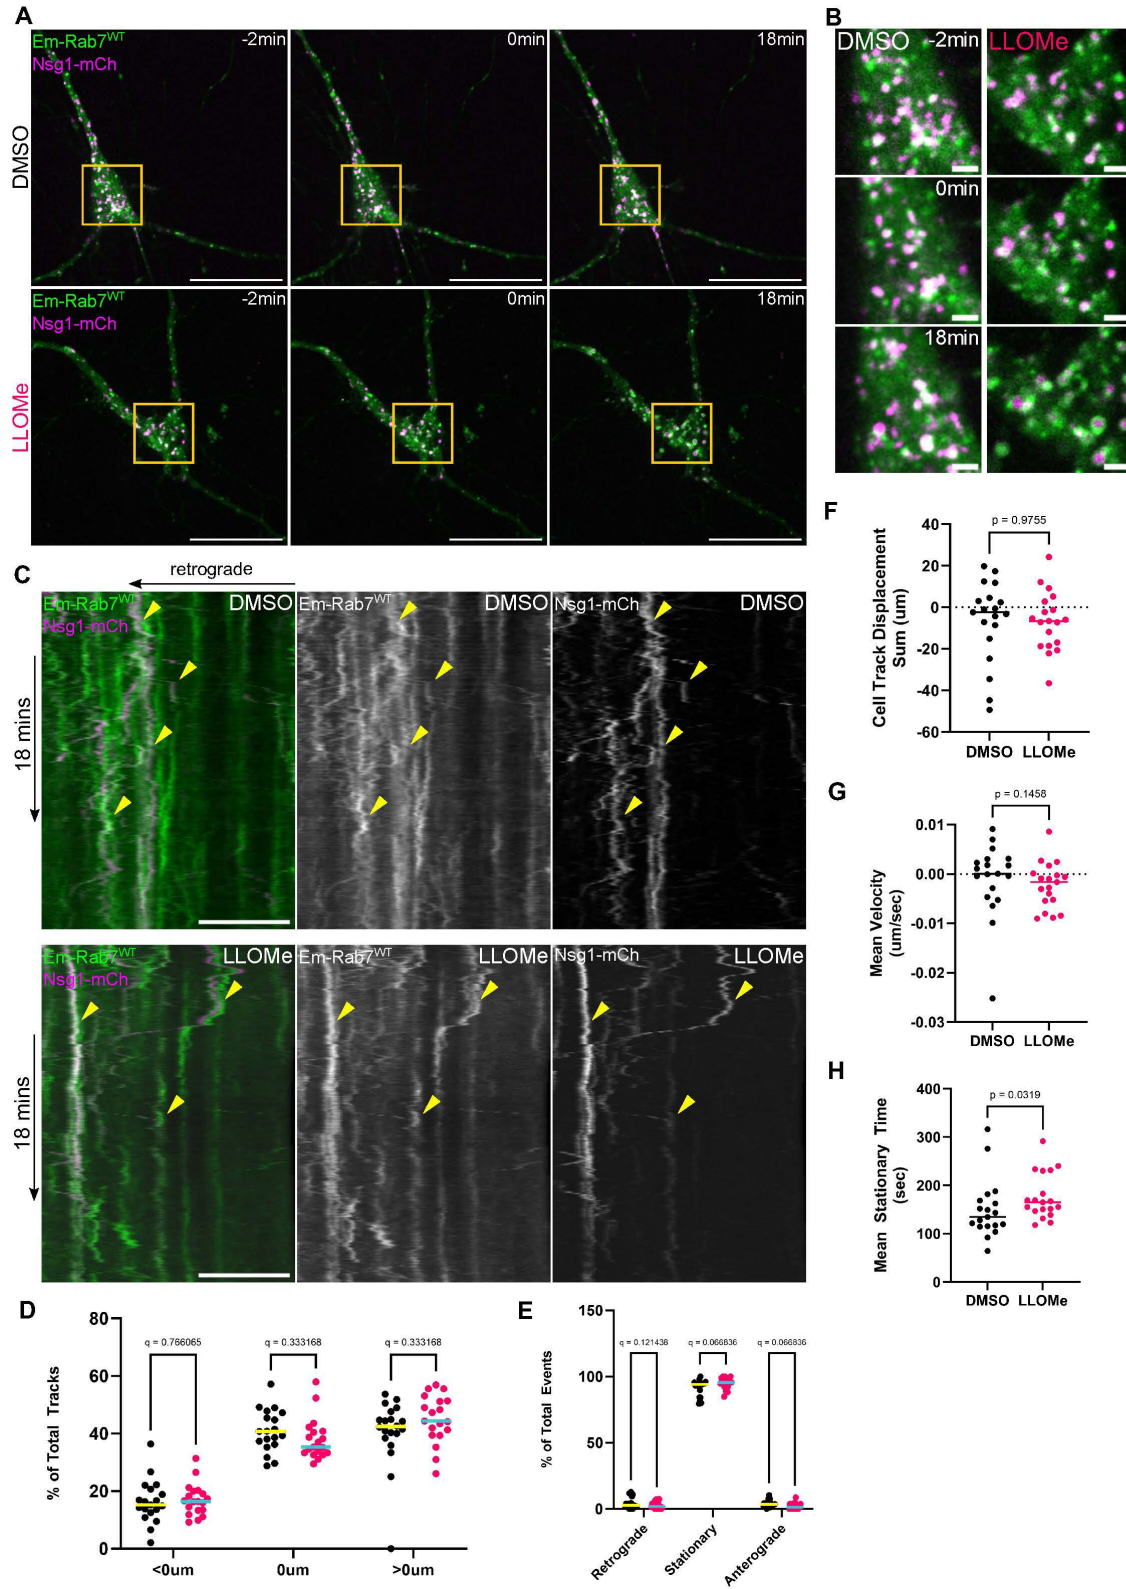 A
Em-Rab7WT
Nsg1-mCh
-2min
0min
18min
DMSO
Em-Rab7WT
Nsg1-mCh
-2min
0min
18min
LLOMe
B
DMSO
-2min
LLOMe
0min
18min
C
retrograde
Em-Rab7WT
Nsg1-mCh
DMSO
Em-Rab7WT
DMSO
Nsg1-mCh
DMSO
18 mins
Em-Rab7WT
Nsg1-mCh
LLOMe
Em-Rab7WT
LLOMe
Nsg1-mCh
LLOMe
18 mins
D
80
60
40
20
0
% of Total Tracks
q = 0.766065
q = 0.333168
q = 0.333168
<0um
0um
>0um
E
150
100
50
0
% of Total Events
q = 0.121438
q = 0.066836
q = 0.066836
Retrograde
Stationary
Anterograde
F
40
20
0
-20
-40
-60
Cell Track Displacement
Sum (um)
p = 0.9755
DMSO
LLOMe
G
0.01
0.00
-0.01
-0.02
-0.03
Mean Velocity
(um/sec)
p = 0.1458
DMSO
LLOMe
H
400
300
200
100
0
Mean Stationary Time
(sec)
p = 0.0319
DMSO
LLOMe